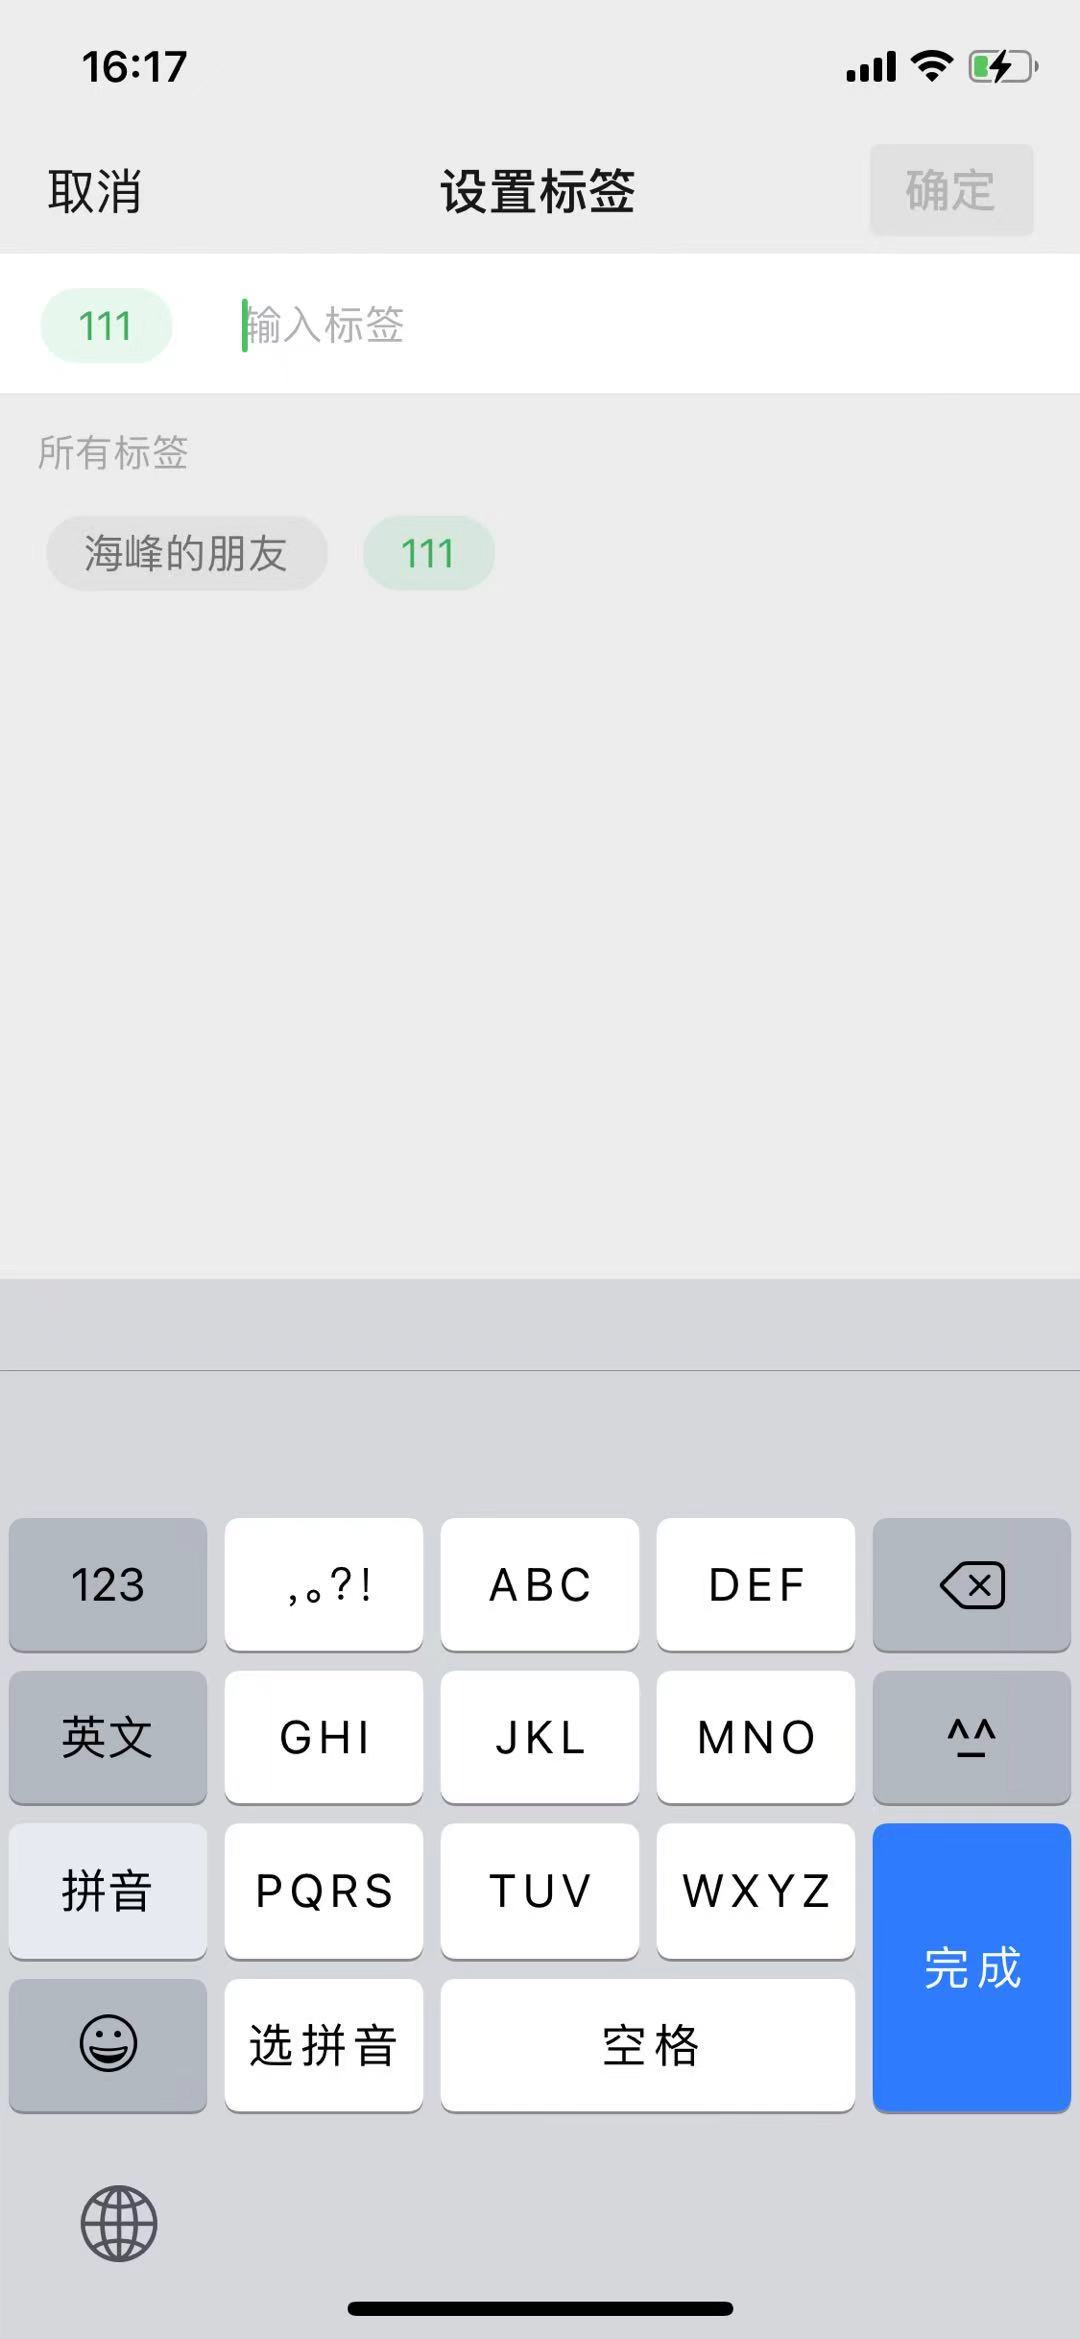 16:17
取消 设置标签 确定
111 输入标签
所有标签
海峰的朋友 111
123 ,。?! ABC DEF
英文 GHI JKL MNO ^^
拼音 PQRS TUV WXYZ
完成
选拼音 空格